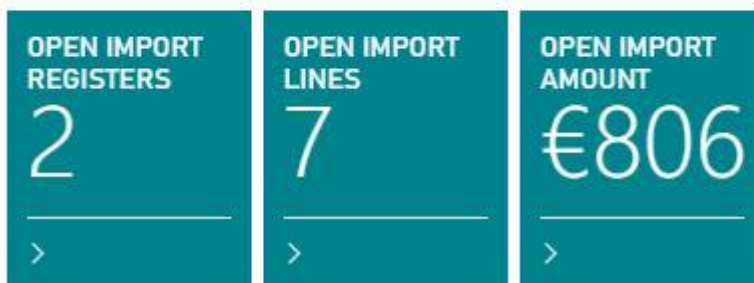 OPEN IMPORT
REGISTERS
2
OPEN IMPORT
LINES
7
OPEN IMPORT
AMOUNT
€806